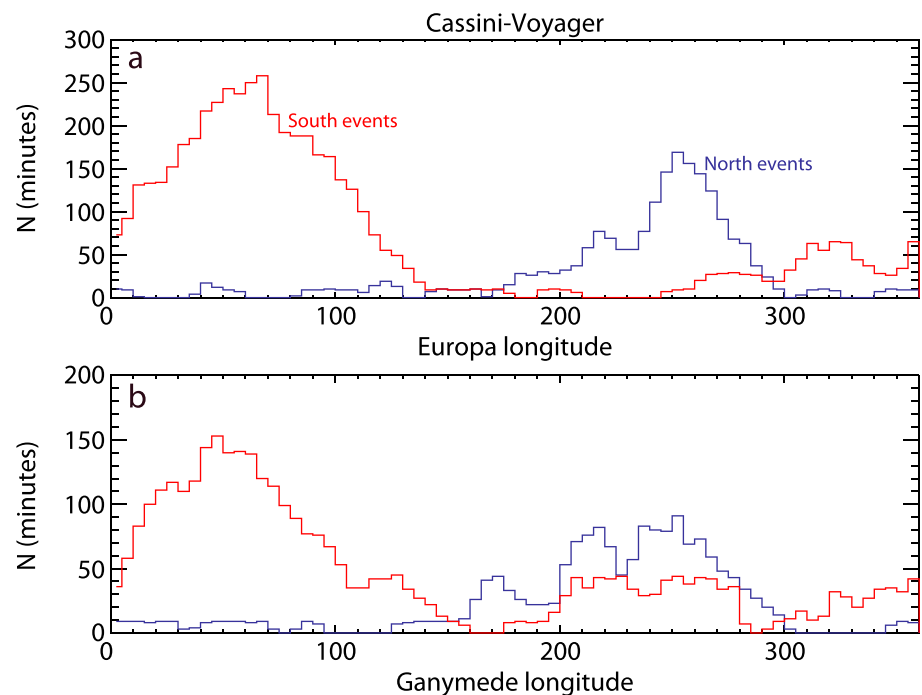 Cassini-Voyager
300
a
250
South events
200
North events
150
100
50
0
0 100 200 300
Europa longitude
N (minutes)
200
b
150
100
50
0
0 100 200 300
Ganymede longitude
N (minutes)